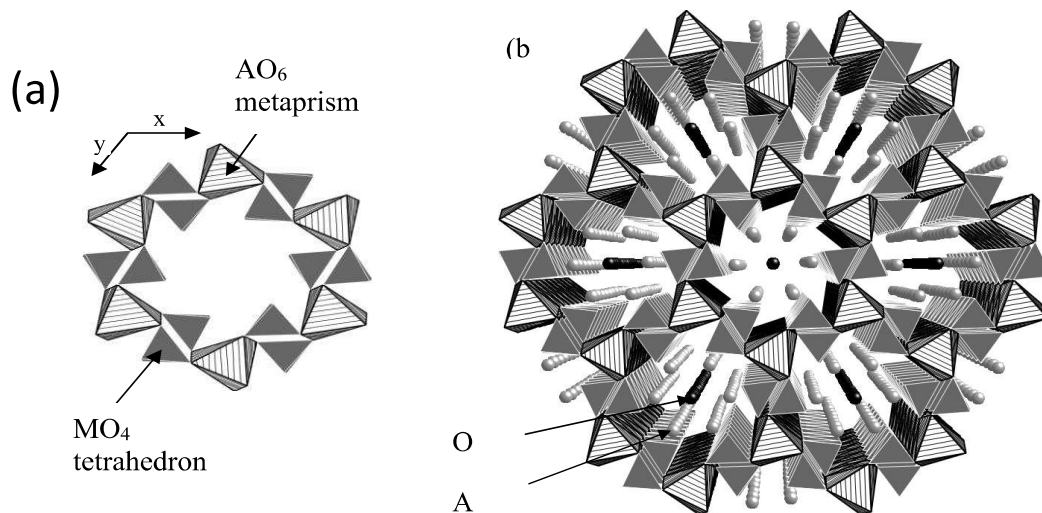 (a)
AO₆
metaprism
x
y
MO₄
tetrahedron
(b
O
A